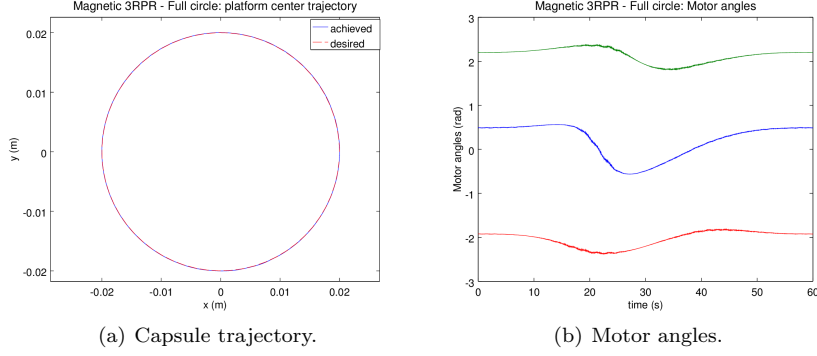 Magnetic 3RPR - Full circle: platform center trajectory
achieved
desired
0.02
0.01
0
-0.01
-0.02
y (m)
-0.02
-0.01
0
0.01
0.02
x (m)
(a) Capsule trajectory.
Magnetic 3RPR - Full circle: Motor angles
3
2
1
0
-1
-2
-3
Motor angles (rad)
0
10
20
30
40
50
60
time (s)
(b) Motor angles.